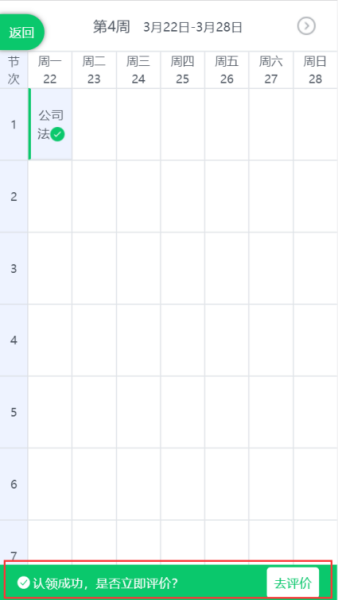 返回
第4周 3月22日-3月28日
节次 周一 周二 周三 周四 周五 周六 周日
22 23 24 25 26 27 28
1
公司
法
2
3
4
5
6
7
认领成功，是否立即评价？ 去评价